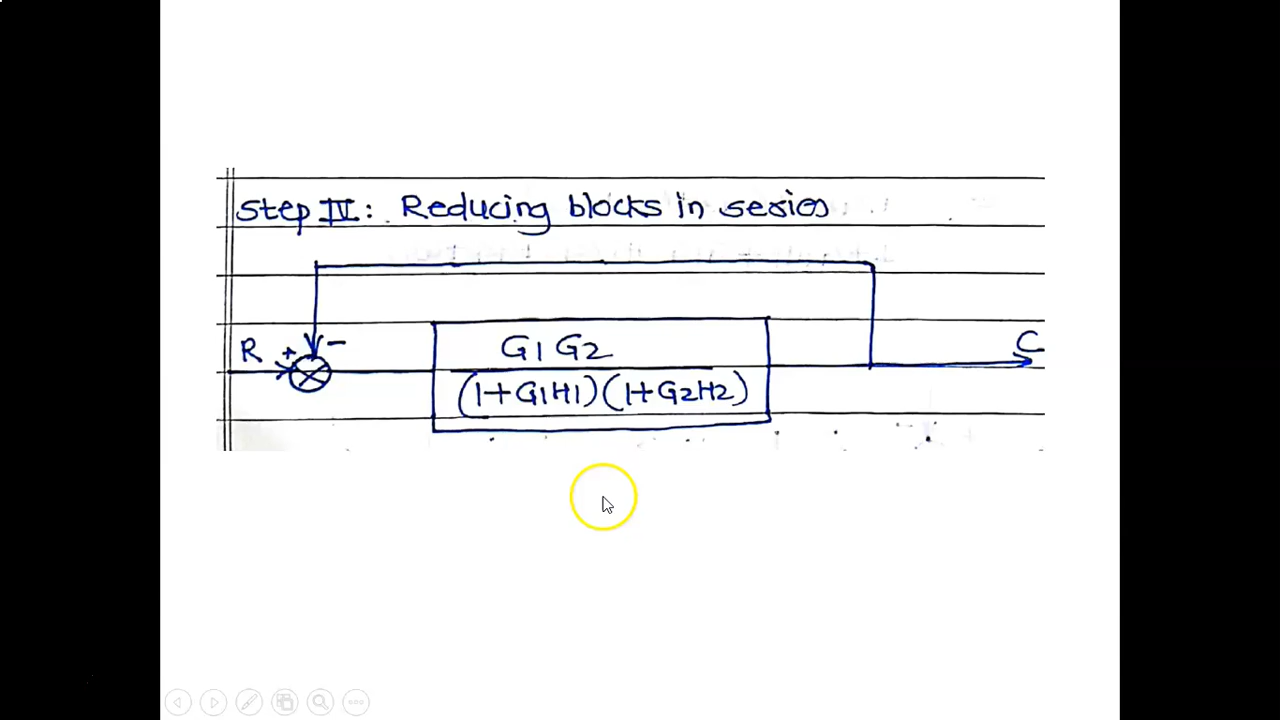 Step IV: Reducing blocks in series
R + - C
G1 G2
(1+G1H1)(1+G2H2)